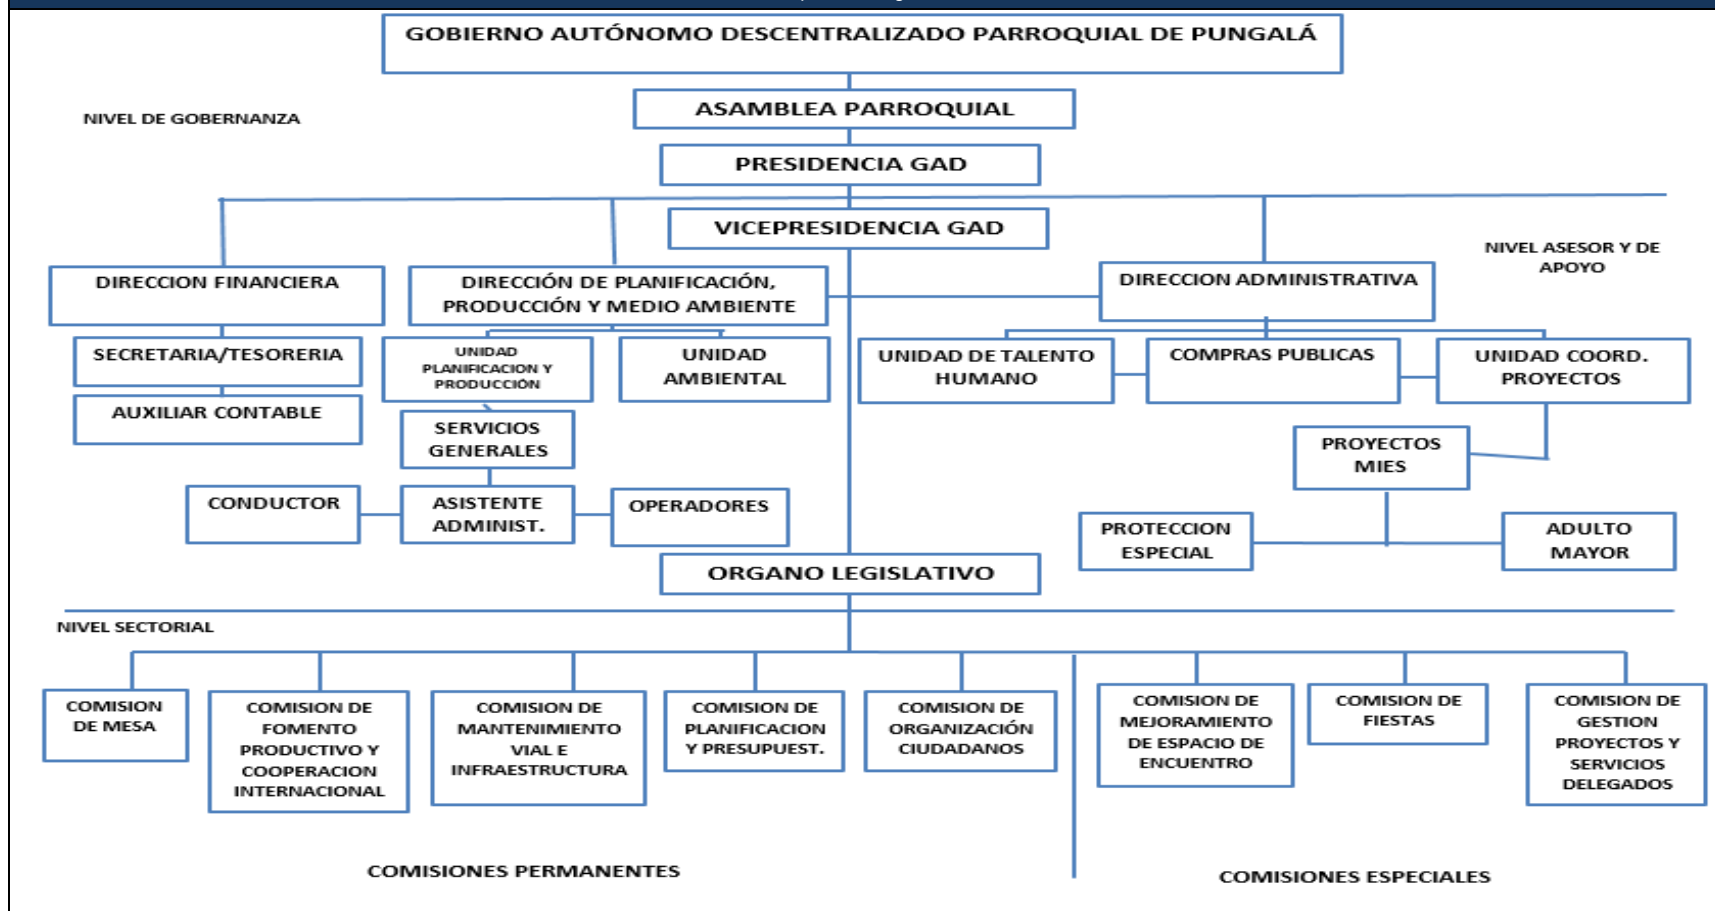 GOBIERNO AUTÓNOMO DESCENTRALIZADO PARROQUIAL DE PUNGALÁ
ASAMBLEA PARROQUIAL
NIVEL DE GOBERNANZA
PRESIDENCIA GAD
VICEPRESIDENCIA GAD
NIVEL ASESOR Y DE
APOYO
DIRECCION FINANCIERA
DIRECCIÓN DE PLANIFICACIÓN,
PRODUCCIÓN Y MEDIO AMBIENTE
DIRECCION ADMINISTRATIVA
SECRETARIA/TESORERIA
UNIDAD
PLANIFICACION Y
PRODUCCIÓN
UNIDAD
AMBIENTAL
UNIDAD DE TALENTO
HUMANO
COMPRAS PUBLICAS
UNIDAD COORD.
PROYECTOS
AUXILIAR CONTABLE
SERVICIOS
GENERALES
PROYECTOS
MIES
CONDUCTOR
ASISTENTE
ADMINIST.
OPERADORES
PROTECCION
ESPECIAL
ADULTO
MAYOR
ORGANO LEGISLATIVO
NIVEL SECTORIAL
COMISION
DE MESA
COMISION DE
FOMENTO
PRODUCTIVO Y
COOPERACION
INTERNACIONAL
COMISION DE
MANTENIMIENTO
VIAL E
INFRAESTRUCTURA
COMISION DE
PLANIFICACION
Y PRESUPUEST.
COMISION DE
ORGANIZACIÓN
CIUDADANOS
COMISION DE
MEJORAMIENTO
DE ESPACIO DE
ENCUENTRO
COMISION DE
FIESTAS
COMISION DE
GESTION
PROYECTOS Y
SERVICIOS
DELEGADOS
COMISIONES PERMANENTES
COMISIONES ESPECIALES